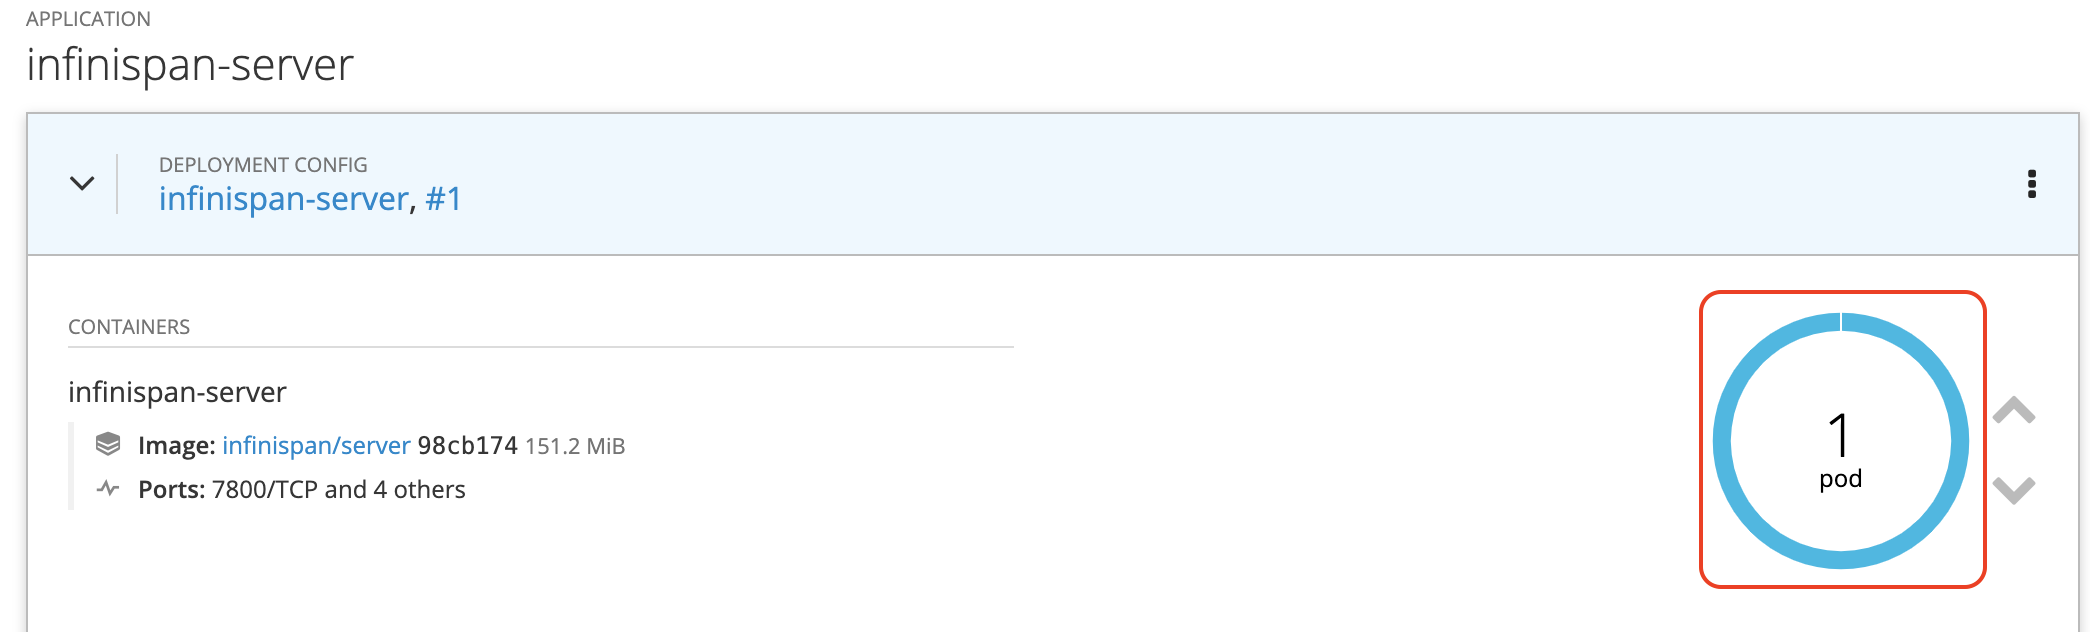 APPLICATION
infinispan-server
DEPLOYMENT CONFIG
infinispan-server, #1
CONTAINERS
infinispan-server
Image: infinispan/server 98cb174 151.2 MiB
Ports: 7800/TCP and 4 others
1
pod